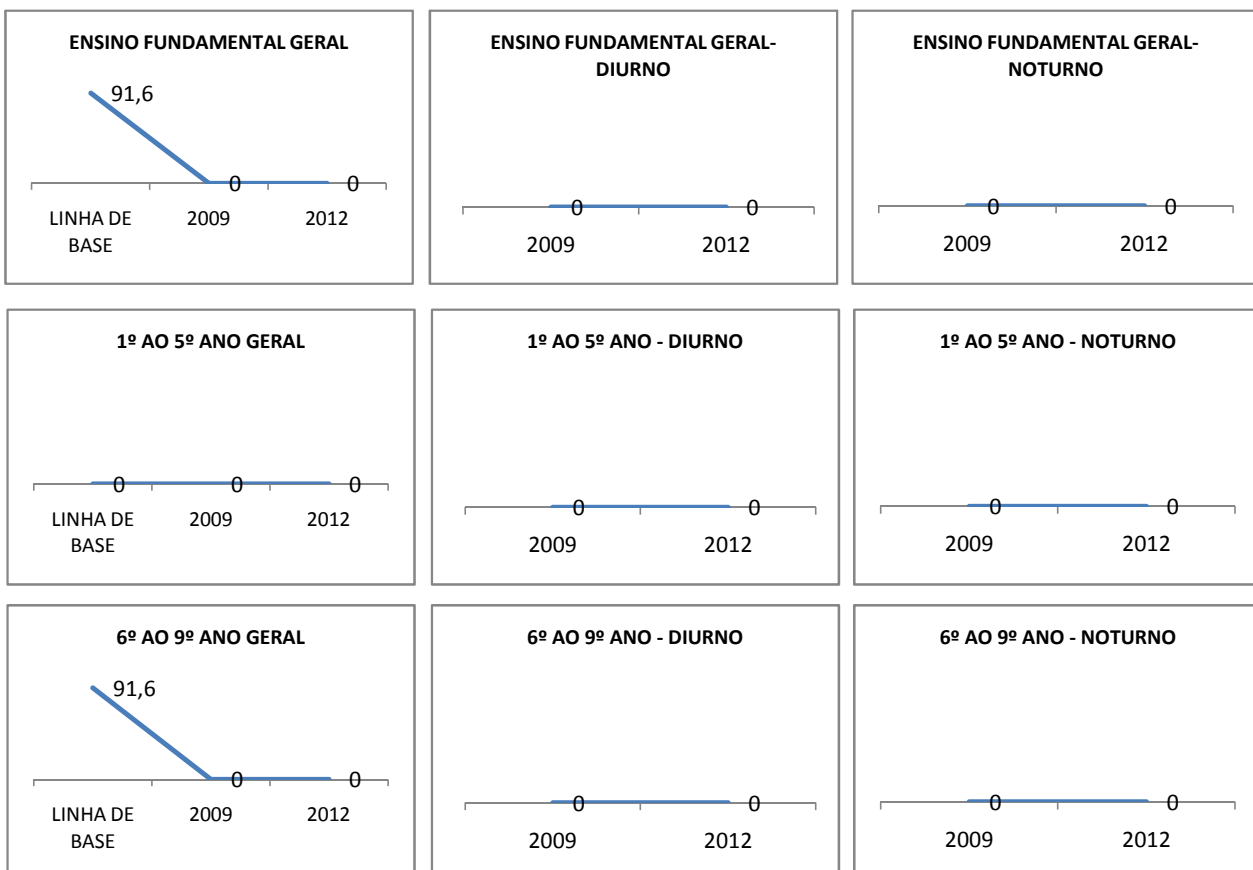 ENSINO FUNDAMENTAL GERAL
91,6
0
0
LINHA DE
BASE
2009
2012
ENSINO FUNDAMENTAL GERAL-
DIURNO
0
0
2009
2012
ENSINO FUNDAMENTAL GERAL-
NOTURNO
0
0
2009
2012
1º AO 5º ANO GERAL
0
0
0
LINHA DE
BASE
2009
2012
1º AO 5º ANO - DIURNO
0
0
2009
2012
1º AO 5º ANO - NOTURNO
0
0
2009
2012
6º AO 9º ANO GERAL
91,6
0
0
LINHA DE
BASE
2009
2012
6º AO 9º ANO - DIURNO
0
0
2009
2012
6º AO 9º ANO - NOTURNO
0
0
2009
2012